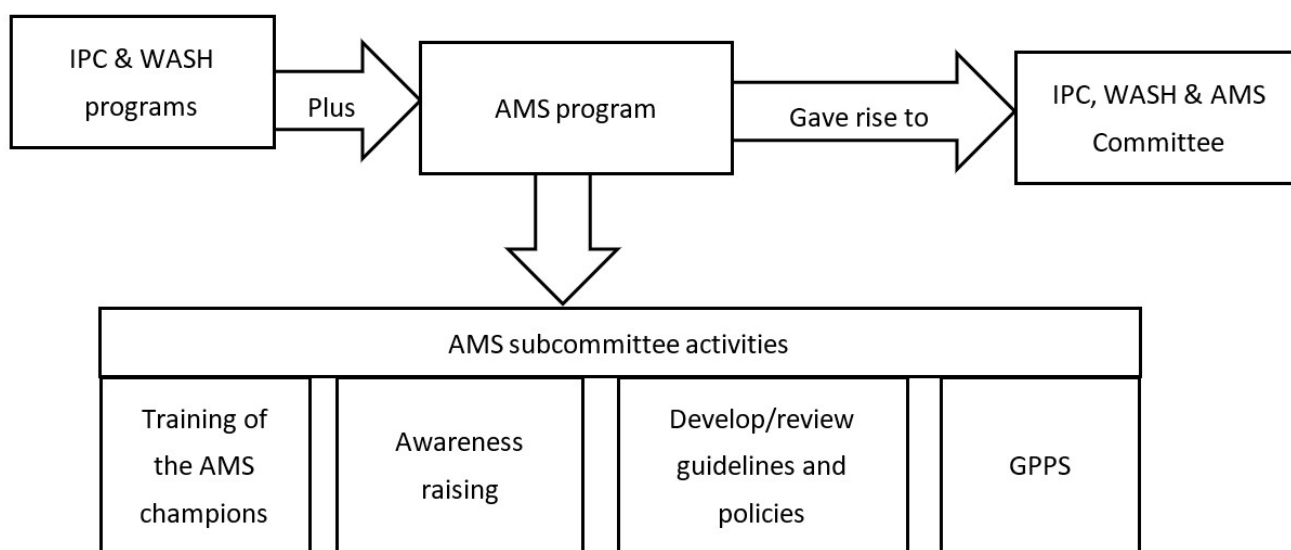 IPC & WASH
programs
Plus
AMS program
Gave rise to
IPC, WASH & AMS
Committee
AMS subcommittee activities
Training of
the AMS
champions
Awareness
raising
Develop/review
guidelines and
policies
GPPS